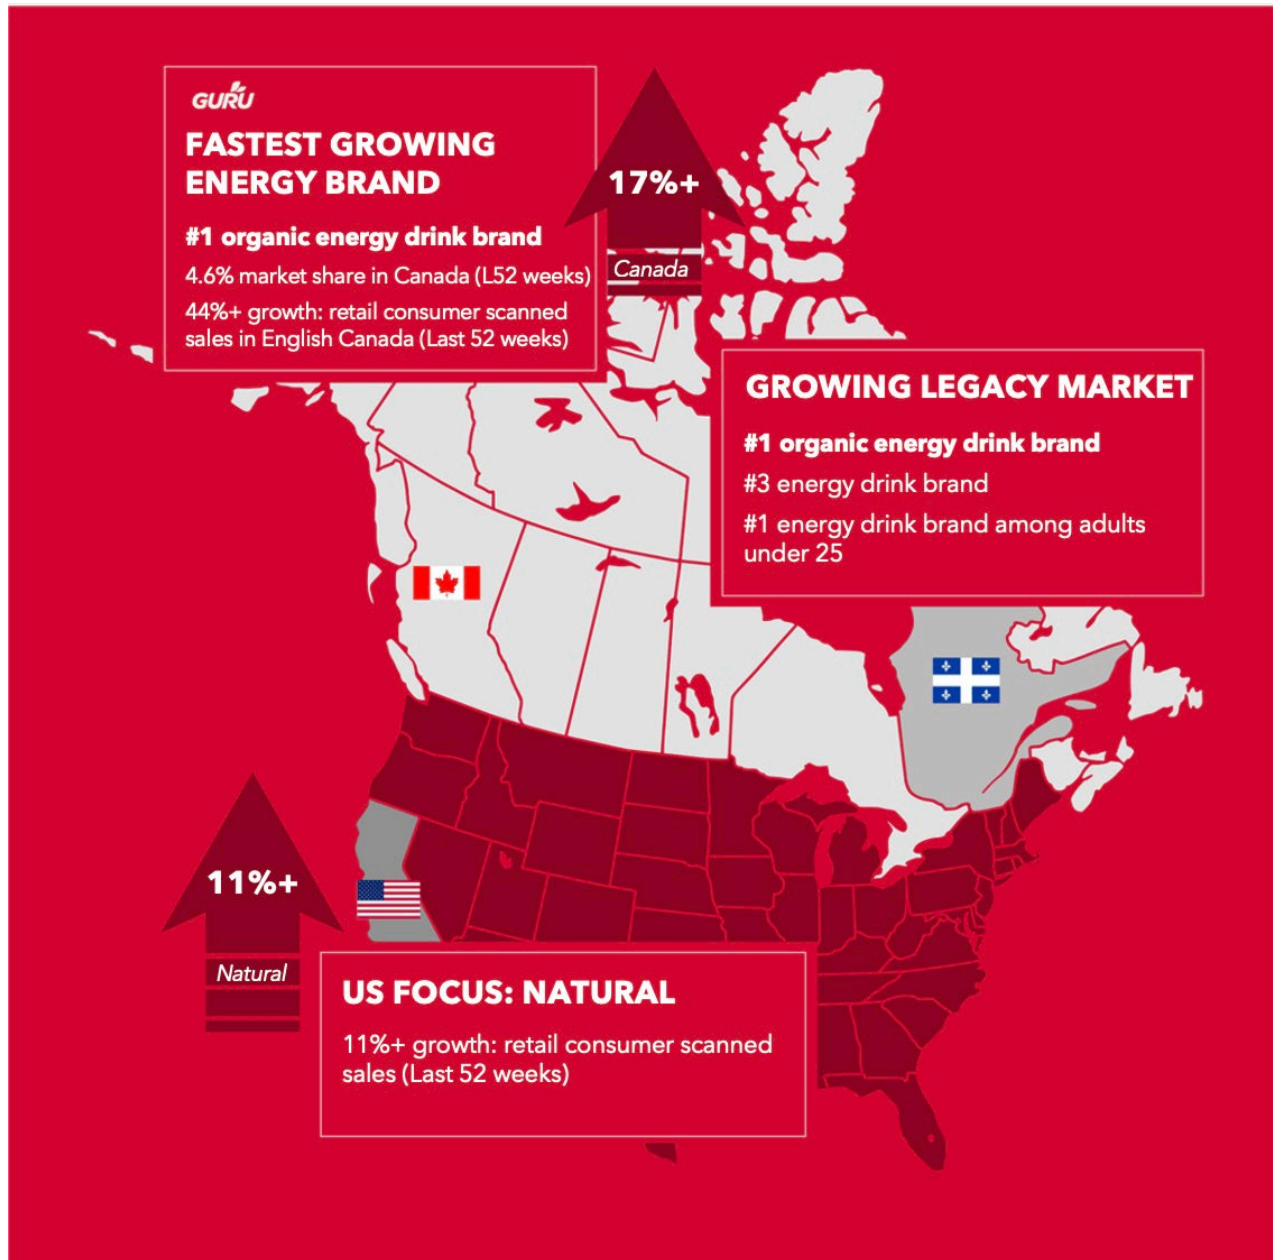 GURU
FASTEST GROWING
ENERGY BRAND
#1 organic energy drink brand
4.6% market share in Canada (L52 weeks)
44%+ growth: retail consumer scanned
sales in English Canada (Last 52 weeks)
17%+
Canada
GROWING LEGACY MARKET
#1 organic energy drink brand
#3 energy drink brand
#1 energy drink brand among adults
under 25
11%+
Natural
US FOCUS: NATURAL
11%+ growth: retail consumer scanned
sales (Last 52 weeks)